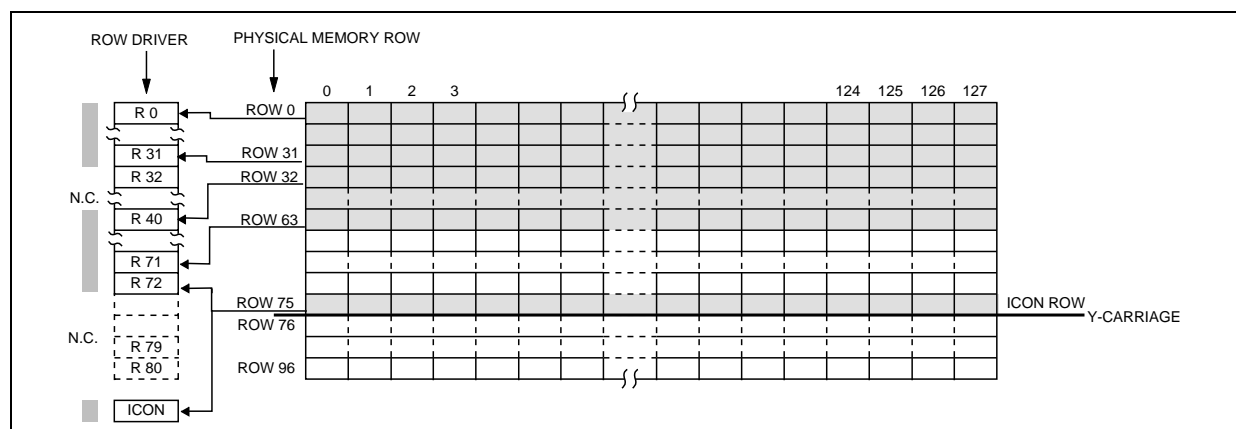 ROW DRIVER PHYSICAL MEMORY ROW
0 1 2 3 124 125 126 127
R 0 ROW 0
R 31 ROW 31
R 32 ROW 32
N.C.
R 40 ROW 63
R 71
R 72
ROW 75 ICON ROW
ROW 76 Y-CARRIAGE
N.C.
R 79
R 80 ROW 96
ICON